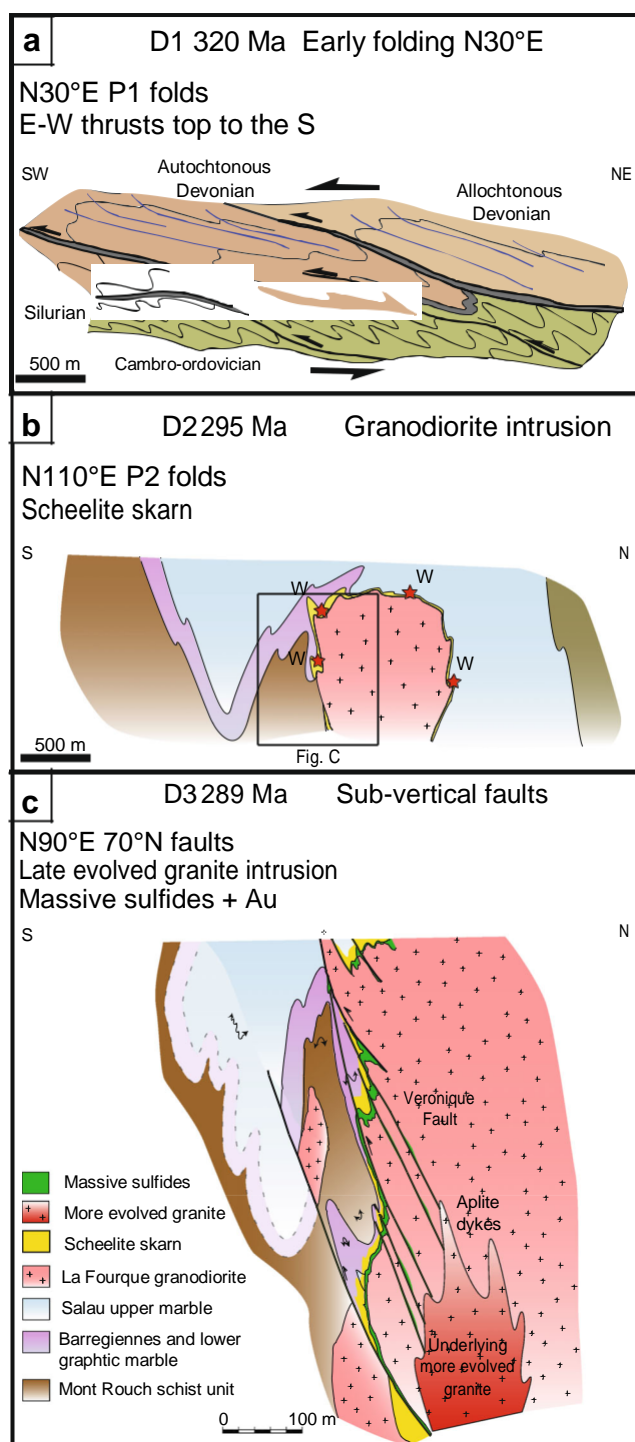 a
D1 320 Ma Early folding N30°E
N30°E P1 folds
E-W thrusts top to the S
SW
Autochtonous
Devonian
Allochtonous
Devonian
NE
Silurian
Cambro-ordovician
500 m
b
D2 295 Ma Granodiorite intrusion
N110°E P2 folds
Scheelite skarn
S
N
W
W
W
W
Fig. C
500 m
c
D3 289 Ma Sub-vertical faults
N90°E 70°N faults
Late evolved granite intrusion
Massive sulfides + Au
S
N
Veronique
Fault
Aplite
dykes
Underlying
more evolved
granite
Massive sulfides
More evolved granite
Scheelite skarn
La Fourque granodiorite
Salau upper marble
Barregiennes and lower
graphtic marble
Mont Rouch schist unit
0 100 m